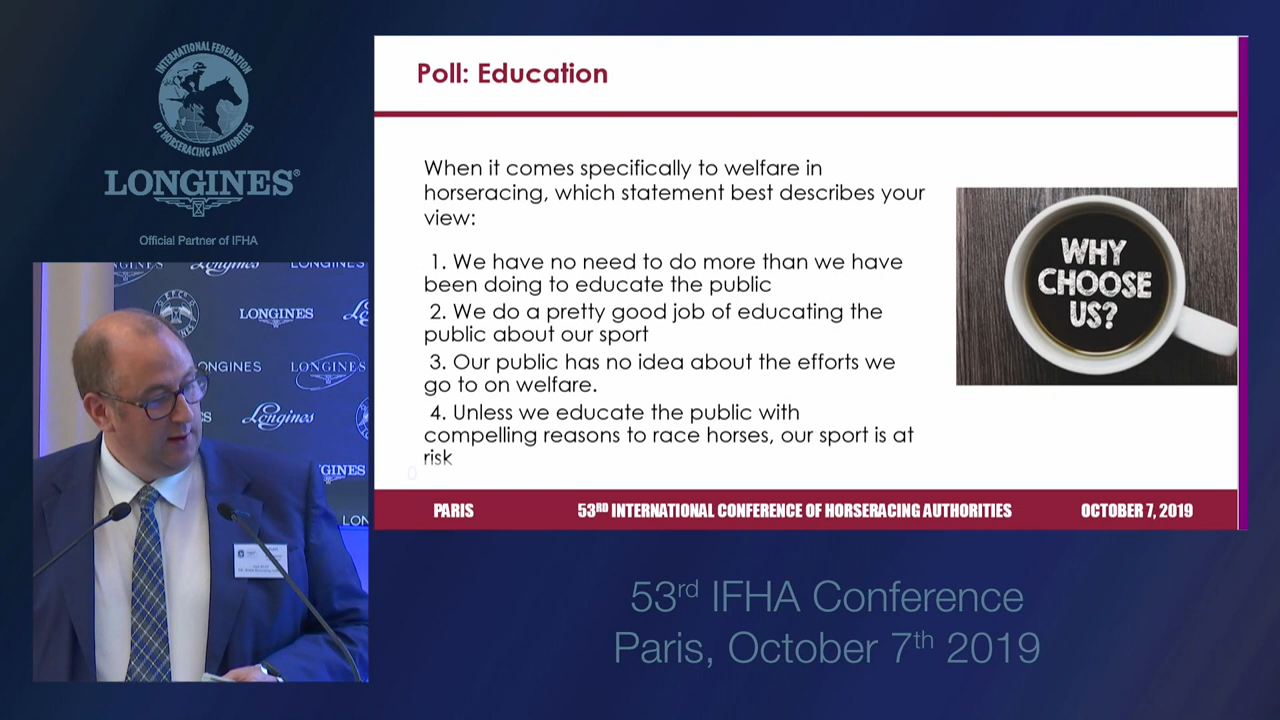 INTERNATIONAL FEDERATION
OF HORSERACING AUTHORITIES
LONGINES®
Official Partner of IFHA
Poll: Education
When it comes specifically to welfare in
horseracing, which statement best describes your
view:
1. We have no need to do more than we have
been doing to educate the public
2. We do a pretty good job of educating the
public about our sport
3. Our public has no idea about the efforts we
go to on welfare.
4. Unless we educate the public with
compelling reasons to race horses, our sport is at
risk
0
WHY
CHOOSE
US?
PARIS
53RD INTERNATIONAL CONFERENCE OF HORSERACING AUTHORITIES
OCTOBER 7, 2019
Longines
LONGINES
LONGINES
ONGINES
LONGINES
Longines
GINES
LON
53rd IFHA Conference
Paris, October 7th 2019